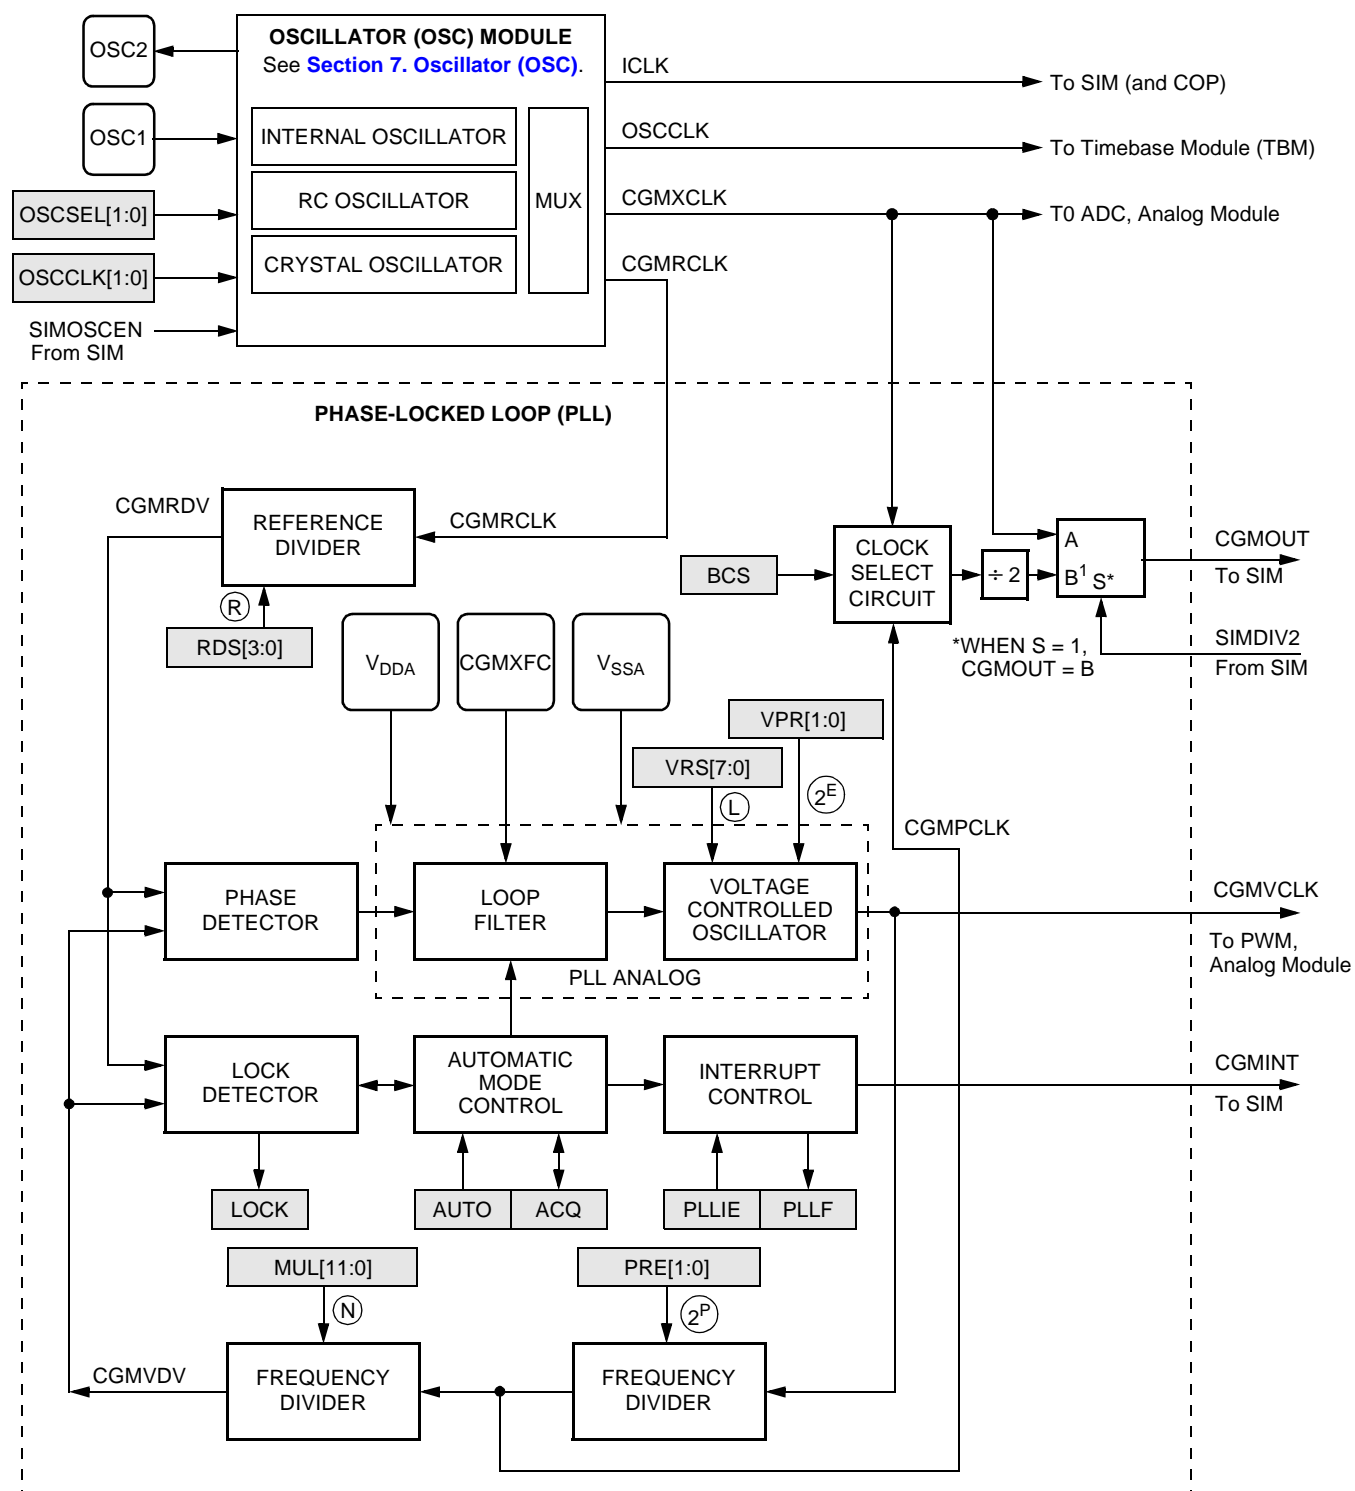 OSCILLATOR (OSC) MODULE
See Section 7. Oscillator (OSC).
OSC2
OSC1
OSCSEL[1:0]
OSCCLK[1:0]
SIMOSCEN
From SIM
INTERNAL OSCILLATOR
RC OSCILLATOR
CRYSTAL OSCILLATOR
MUX
ICLK
To SIM (and COP)
OSCCLK
To Timebase Module (TBM)
CGMXCLK
T0 ADC, Analog Module
CGMRCLK
PHASE-LOCKED LOOP (PLL)
CGMRDV
REFERENCE
DIVIDER
CGMRCLK
R
RDS[3:0]
BCS
CLOCK
SELECT
CIRCUIT
÷ 2
A
B1 S*
CGMOUT
To SIM
*WHEN S = 1,
CGMOUT = B
SIMDIV2
From SIM
VDDA
CGMXFC
VSSA
VPR[1:0]
VRS[7:0]
L
2E
CGMPCLK
PHASE
DETECTOR
LOOP
FILTER
VOLTAGE
CONTROLLED
OSCILLATOR
PLL ANALOG
CGMVCLK
To PWM,
Analog Module
LOCK
DETECTOR
AUTOMATIC
MODE
CONTROL
INTERRUPT
CONTROL
CGMINT
To SIM
LOCK
AUTO
ACQ
PLLIE
PLLF
MUL[11:0]
N
PRE[1:0]
2P
CGMVDV
FREQUENCY
DIVIDER
FREQUENCY
DIVIDER